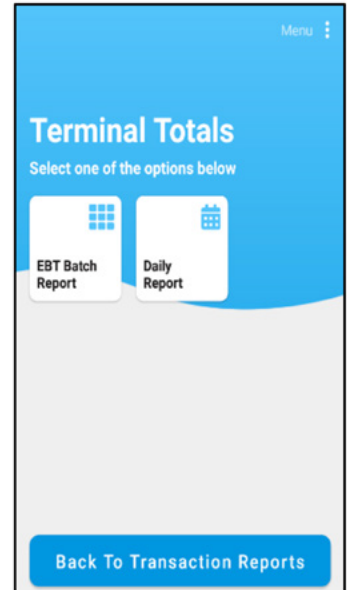 Menu
Terminal Totals
Select one of the options below
EBT Batch
Report
Daily
Report
Back To Transaction Reports